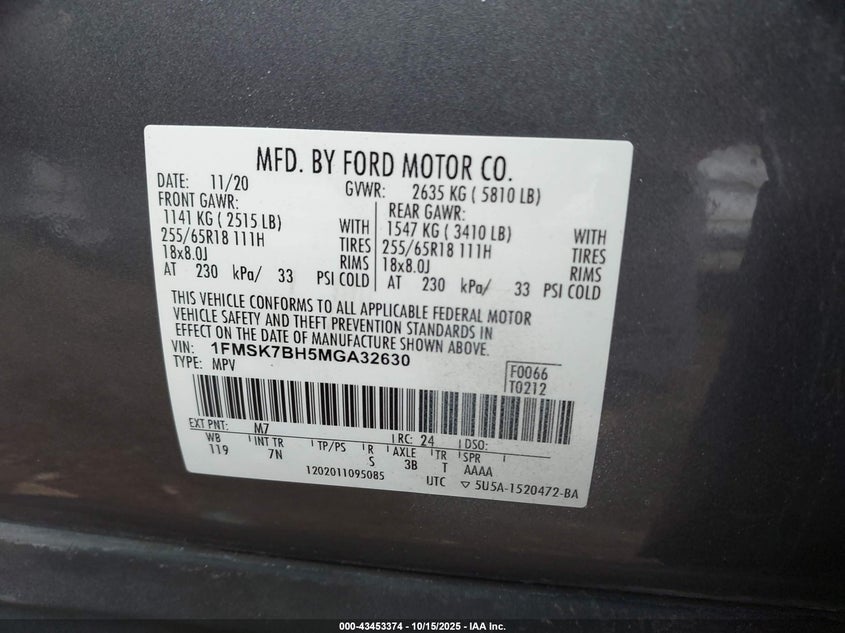 MFD. BY FORD MOTOR CO.
DATE: 11/20 GVWR: 2635 KG ( 5810 LB)
FRONT GAWR: REAR GAWR:
1141 KG ( 2515 LB) WITH 1547 KG ( 3410 LB) WITH
255/65R18 111H TIRES 255/65R18 111H TIRES
18x8.0J RIMS 18x8.0J RIMS
AT 230 kPa/ 33 PSI COLD AT 230 kPa/ 33 PSI COLD
THIS VEHICLE CONFORMS TO ALL APPLICABLE FEDERAL MOTOR
VEHICLE SAFETY AND THEFT PREVENTION STANDARDS IN
EFFECT ON THE DATE OF MANUFACTURE SHOWN ABOVE.
VIN: 1FMSK7BH5MGA32630
TYPE: MPV
F0066
T0212
EXT PNT: M7 RC: 24 DSO:
WB INT TR TP/PS R AXLE TR SPR
119 7N S 3B T AAAA
1202011095085 UTC ▽ 5U5A-1520472-BA
000-43453374 - 10/15/2025 - IAA Inc.